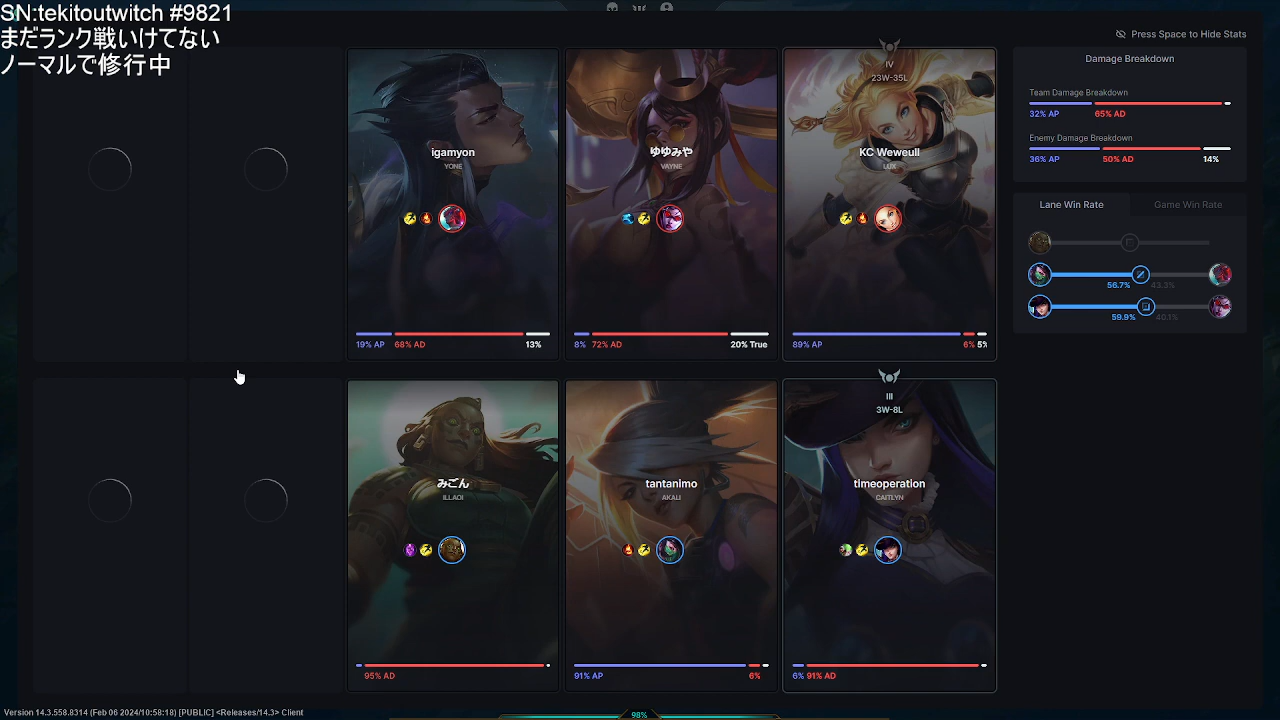 SN:tekitoutwitch #9821
まだランク戦いけてない
ノーマルで修行中
Press Space to Hide Stats
igamyon
YONE
19% AP 68% AD 13%
ゆゆみや
VAYNE
8% 72% AD 20% True
IV
23W-35L
KC Weweull
LUX
89% AP 6% 5%
みごん
ILLAOI
95% AD
tantanimo
AKALI
91% AP 6%
III
3W-8L
timeoperation
CAITLYN
6% 91% AD
Damage Breakdown
Team Damage Breakdown
32% AP 65% AD
Enemy Damage Breakdown
36% AP 50% AD 14%
Lane Win Rate Game Win Rate
56.7% 43.3%
59.9% 40.1%
Version 14.3.558.8314 (Feb 06 2024/10:58:18) [PUBLIC] <Releases/14.3> Client
98%